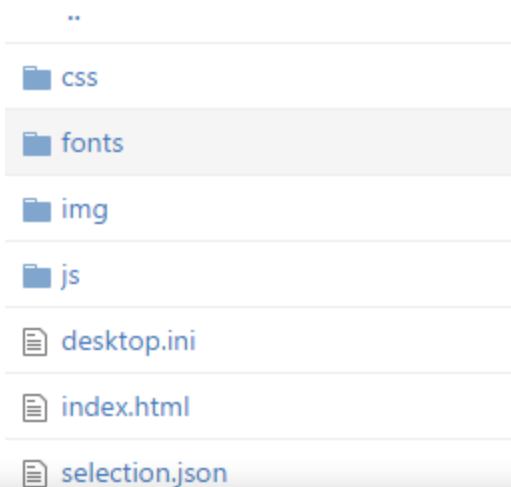 ..
css
fonts
img
js
desktop.ini
index.html
selection.json